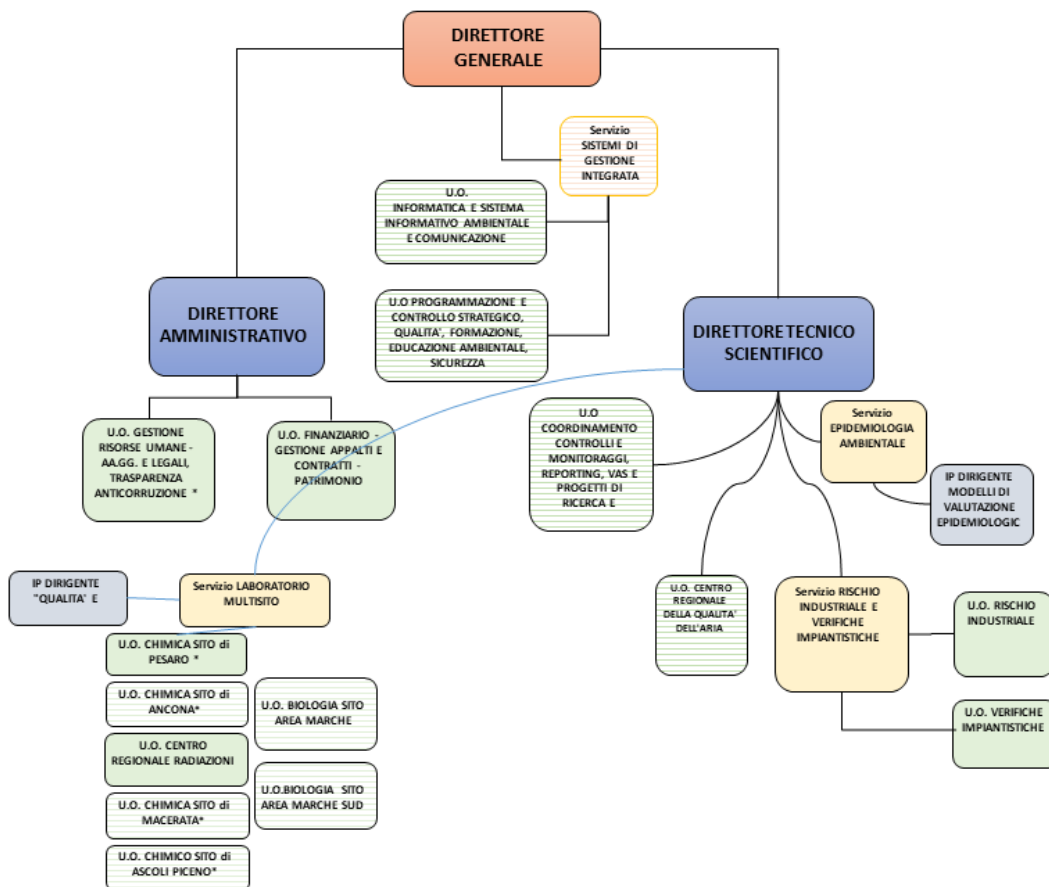 DIRETTORE
GENERALE
Servizio
SISTEMI DI
GESTIONE
INTEGRATA
U.O.
INFORMATICA E SISTEMA
INFORMATIVO AMBIENTALE
E COMUNICAZIONE
DIRETTORE
AMMINISTRATIVO
U.O PROGRAMMAZIONE E
CONTROLLO STRATEGICO,
QUALITA', FORMAZIONE,
EDUCAZIONE AMBIENTALE,
SICUREZZA
DIRETTORE TECNICO
SCIENTIFICO
U.O. GESTIONE
RISORSE UMANE -
AA.GG. E LEGALI,
TRASPARENZA
ANTICORRUZIONE *
U.O. FINANZIARIO -
GESTIONE APPALTI E
CONTRATTI -
PATRIMONIO
U.O
COORDINAMENTO
CONTROLLI E
MONITORAGGI,
REPORTING, VAS E
PROGETTI DI
RICERCA E
Servizio
EPIDEMIOLOGIA
AMBIENTALE
IP DIRIGENTE
MODELLI DI
VALUTAZIONE
EPIDEMIOLOGIC
IP DIRIGENTE
"QUALITA' E
Servizio LABORATORIO
MULTISITO
U.O. CENTRO
REGIONALE
DELLA QUALITA'
DELL'ARIA
Servizio RISCHIO
INDUSTRIALE E
VERIFICHE
IMPIANTISTICHE
U.O. RISCHIO
INDUSTRIALE
U.O. VERIFICHE
IMPIANTISTICHE
U.O. CHIMICA SITO di
PESARO *
U.O. CHIMICA SITO di
ANCONA*
U.O. BIOLOGIA SITO
AREA MARCHE
U.O. CENTRO
REGIONALE RADIAZIONI
U.O.BIOLOGIA SITO
AREA MARCHE SUD
U.O. CHIMICA SITO di
MACERATA*
U.O. CHIMICO SITO di
ASCOLI PICENO*